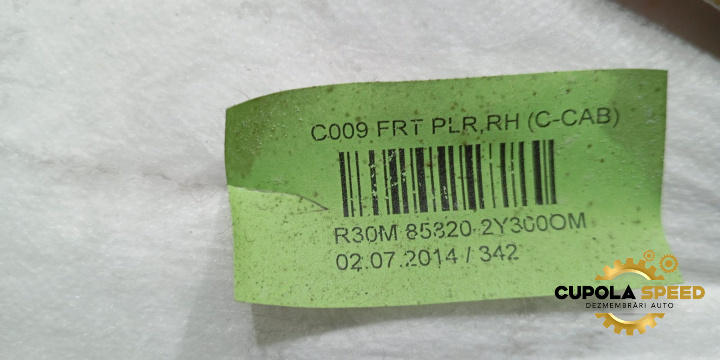 C009 FRT PLR,RH (C-CAB)
R30M 85820-2Y300OM
02.07.2014 / 342
CUPOLA SPEED
DEZMEMBRĂRI AUTO